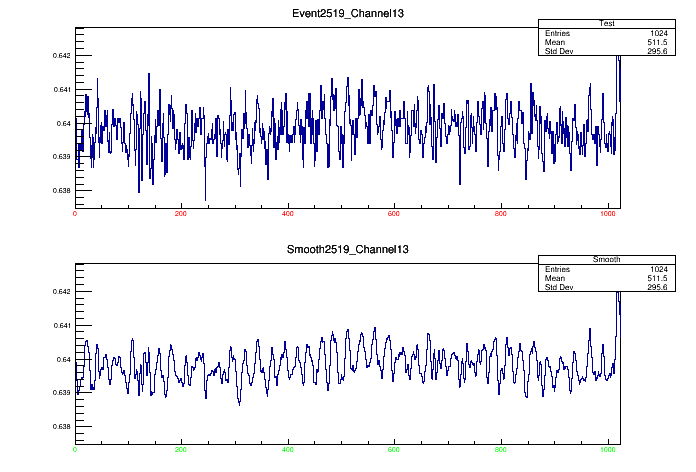 Event2519_Channel13
Test
Entries 1024
Mean 511.5
Std Dev 295.6
0.642
0.641
0.64
0.639
0.638
0 200 400 600 800 1000
Smooth2519_Channel13
Smooth
Entries 1024
Mean 511.5
Std Dev 295.6
0.642
0.641
0.64
0.639
0.638
0 200 400 600 800 1000